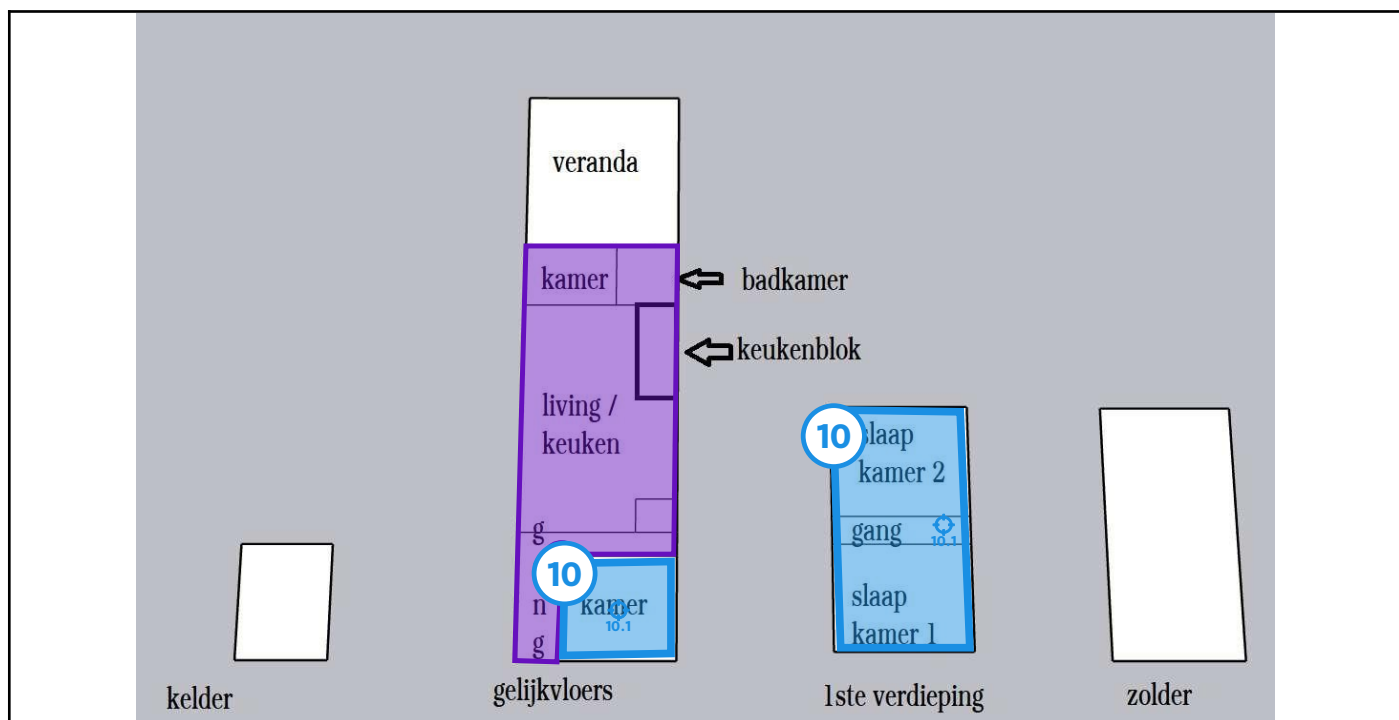 veranda
kamer
badkamer
keukenblok
living /
keuken
g
n
g
10
kamer
10.1
10
slaap
kamer 2
gang
10.1
slaap
kamer 1
kelder
gelijkvloers
1ste verdieping
zolder